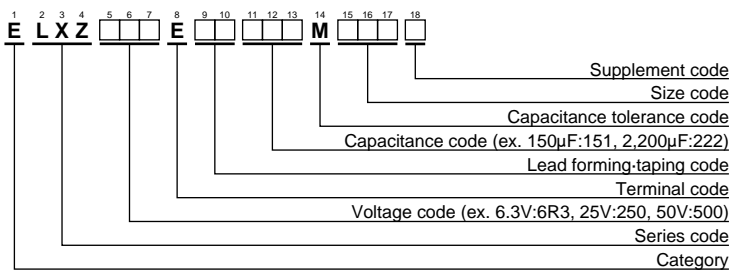 1 2 3 4 5 6 7 8 9 10 11 12 13 14 15 16 17 18
E L X Z E M
Supplement code
Size code
Capacitance tolerance code
Capacitance code (ex. 150μF:151, 2,200μF:222)
Lead forming·taping code
Terminal code
Voltage code (ex. 6.3V:6R3, 25V:250, 50V:500)
Series code
Category